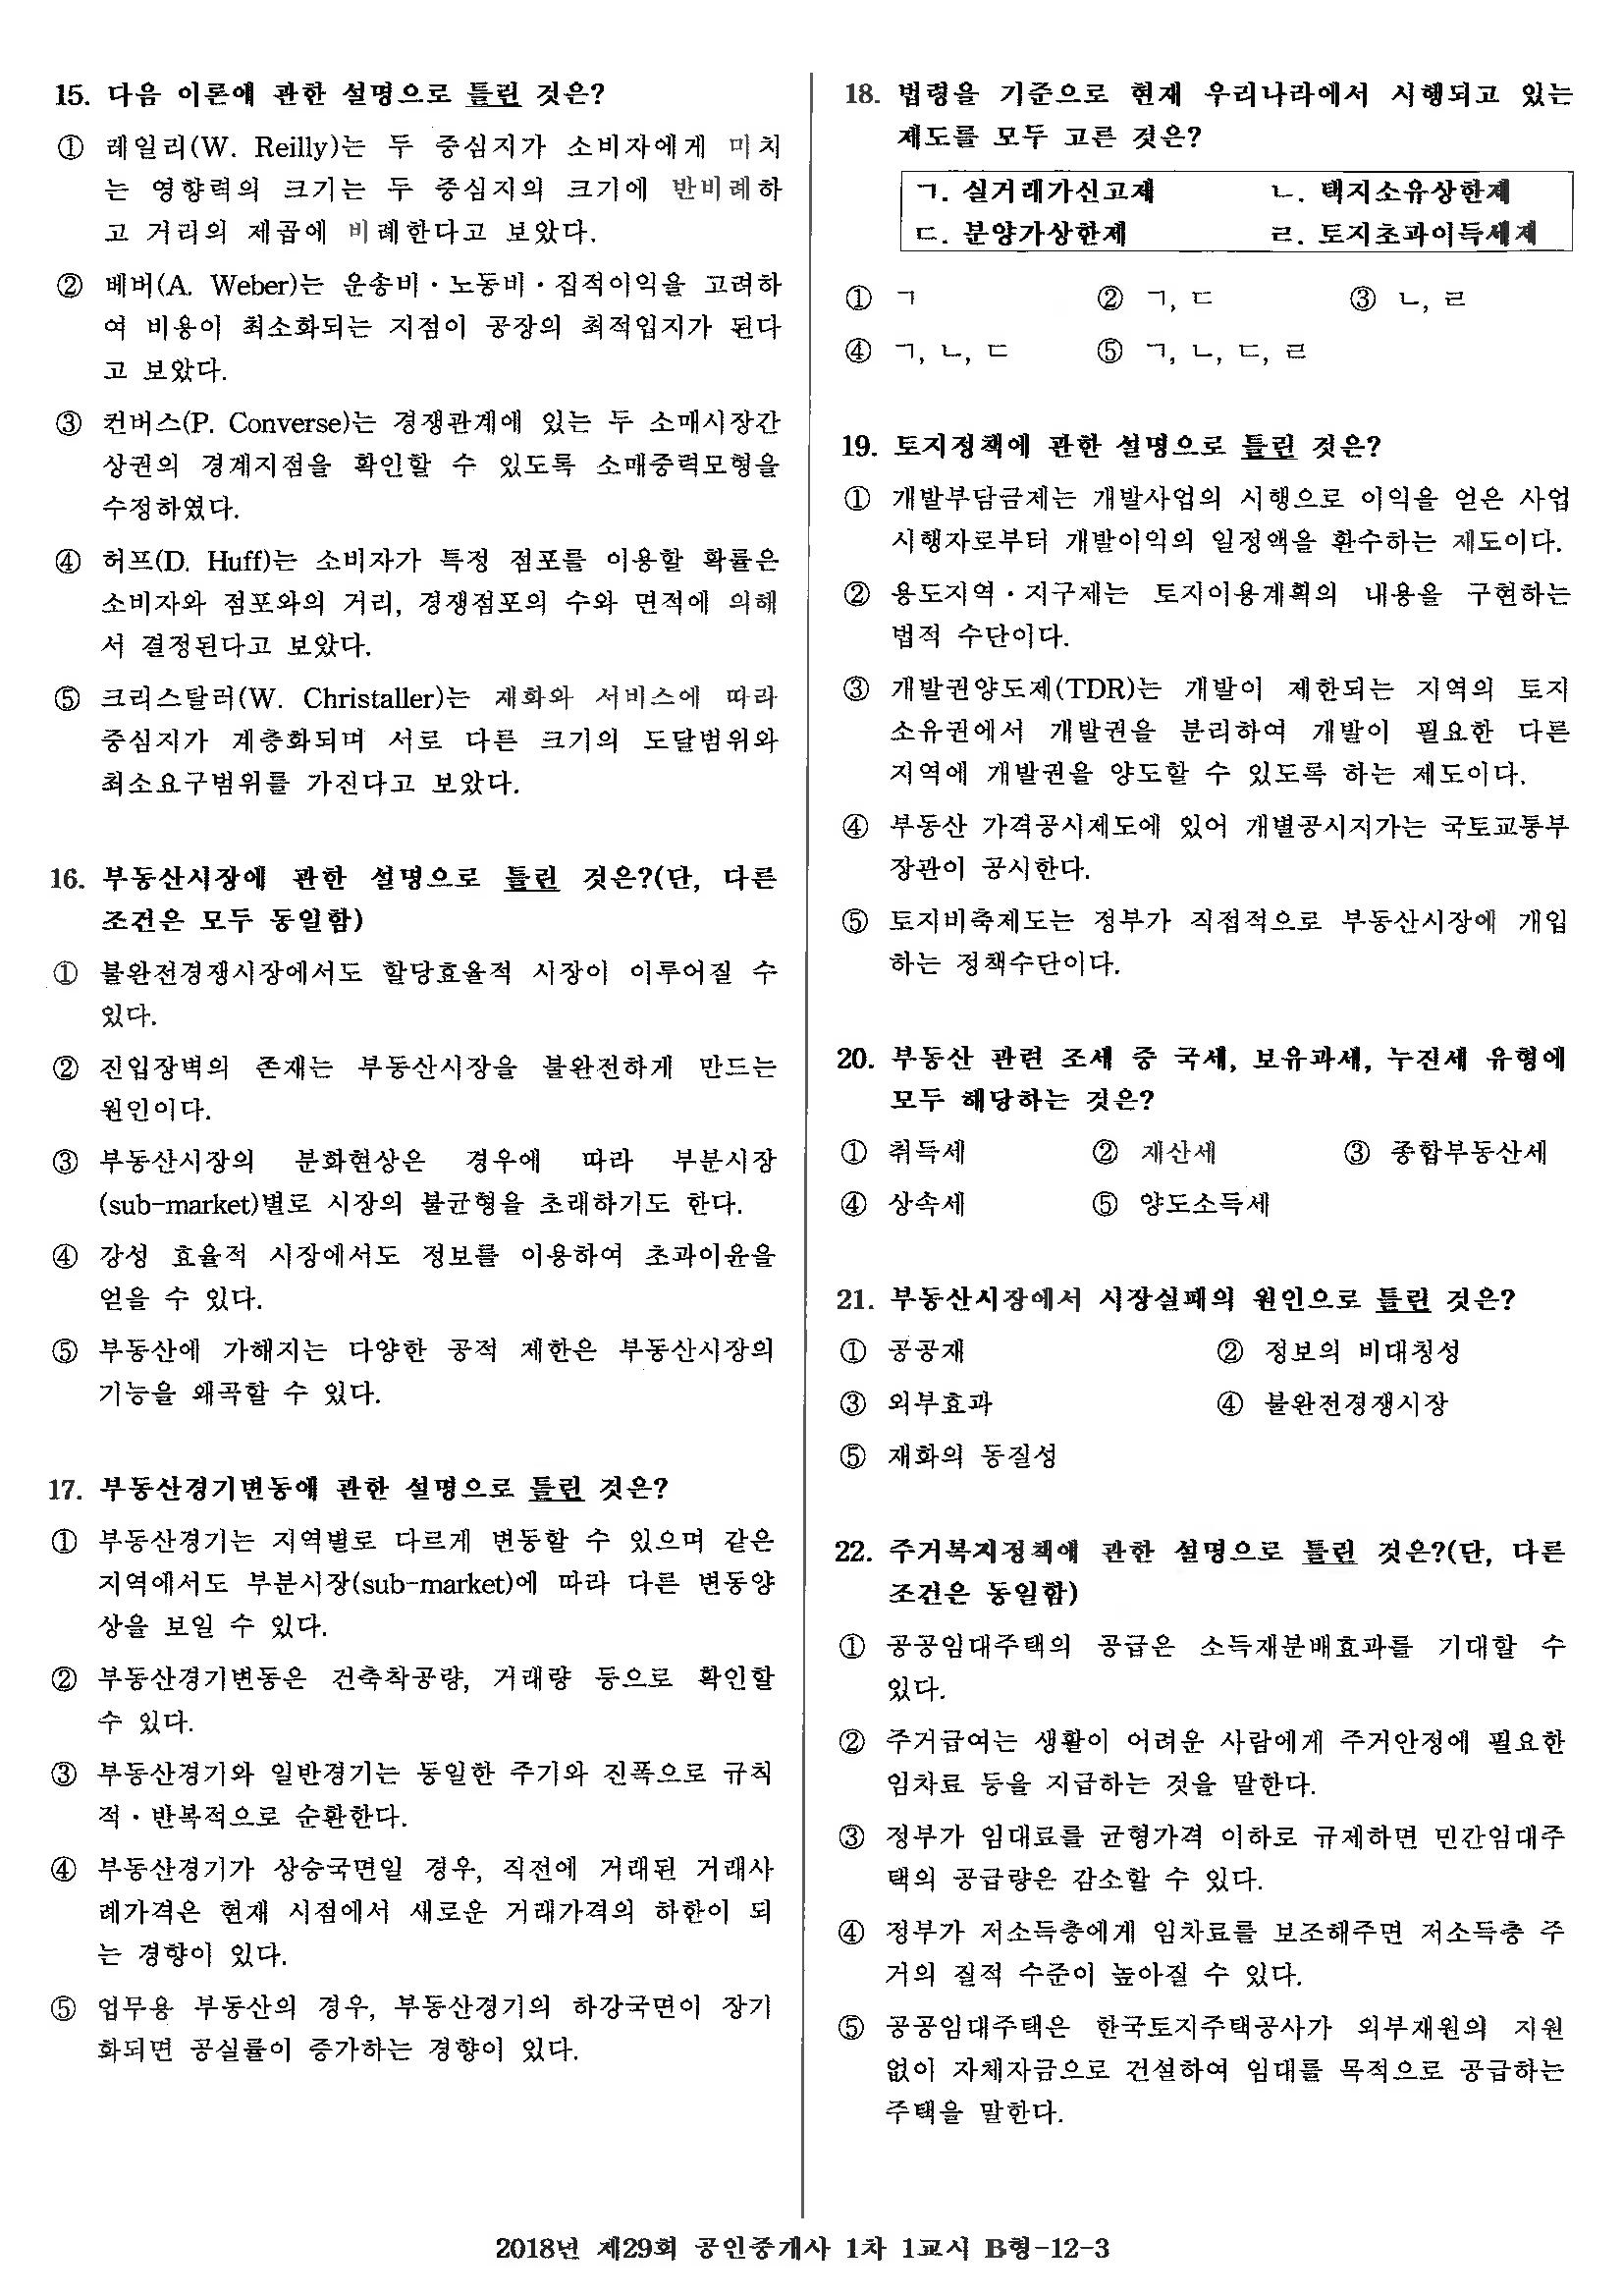 15. 다음 이론에 관한 설명으로 틀린 것은?
① 레일리(W. Reilly)는 두 중심지가 소비자에게 미치
는 영향력의 크기는 두 중심지의 크기에 반비례하
고 거리의 제곱에 비례한다고 보았다.
② 베버(A. Weber)는 운송비·노동비·집적이익을 고려하
여 비용이 최소화되는 지점이 공장의 최적입지가 된다
고 보았다.
③ 컨버스(P. Converse)는 경쟁관계에 있는 두 소매시장간
상권의 경계지점을 확인할 수 있도록 소매중력모형을
수정하였다.
④ 허프(D. Huff)는 소비자가 특정 점포를 이용할 확률은
소비자와 점포와의 거리, 경쟁점포의 수와 면적에 의해
서 결정된다고 보았다.
⑤ 크리스탈러(W. Christaller)는 재화와 서비스에 따라
중심지가 계층화되며 서로 다른 크기의 도달범위와
최소요구범위를 가진다고 보았다.
16. 부동산시장에 관한 설명으로 틀린 것은?(단, 다른
조건은 모두 동일함)
① 불완전경쟁시장에서도 할당효율적 시장이 이루어질 수
있다.
② 진입장벽의 존재는 부동산시장을 불완전하게 만드는
원인이다.
③ 부동산시장의 분화현상은 경우에 따라 부분시장
(sub-market)별로 시장의 불균형을 초래하기도 한다.
④ 강성 효율적 시장에서도 정보를 이용하여 초과이윤을
얻을 수 있다.
⑤ 부동산에 가해지는 다양한 공적 제한은 부동산시장의
기능을 왜곡할 수 있다.
17. 부동산경기변동에 관한 설명으로 틀린 것은?
① 부동산경기는 지역별로 다르게 변동할 수 있으며 같은
지역에서도 부분시장(sub-market)에 따라 다른 변동양
상을 보일 수 있다.
② 부동산경기변동은 건축착공량, 거래량 등으로 확인할
수 있다.
③ 부동산경기와 일반경기는 동일한 주기와 진폭으로 규칙
적·반복적으로 순환한다.
④ 부동산경기가 상승국면일 경우, 직전에 거래된 거래사
례가격은 현재 시점에서 새로운 거래가격의 하한이 되
는 경향이 있다.
⑤ 업무용 부동산의 경우, 부동산경기의 하강국면이 장기
화되면 공실률이 증가하는 경향이 있다.
18. 법령을 기준으로 현재 우리나라에서 시행되고 있는
제도를 모두 고른 것은?
ㄱ. 실거래가신고제 ㄴ. 택지소유상한제
ㄷ. 분양가상한제 ㄹ. 토지초과이득세제
① ㄱ ② ㄱ, ㄷ ③ ㄴ, ㄹ
④ ㄱ, ㄴ, ㄷ ⑤ ㄱ, ㄴ, ㄷ, ㄹ
19. 토지정책에 관한 설명으로 틀린 것은?
① 개발부담금제는 개발사업의 시행으로 이익을 얻은 사업
시행자로부터 개발이익의 일정액을 환수하는 제도이다.
② 용도지역·지구제는 토지이용계획의 내용을 구현하는
법적 수단이다.
③ 개발권양도제(TDR)는 개발이 제한되는 지역의 토지
소유권에서 개발권을 분리하여 개발이 필요한 다른
지역에 개발권을 양도할 수 있도록 하는 제도이다.
④ 부동산 가격공시제도에 있어 개별공시지가는 국토교통부
장관이 공시한다.
⑤ 토지비축제도는 정부가 직접적으로 부동산시장에 개입
하는 정책수단이다.
20. 부동산 관련 조세 중 국세, 보유과세, 누진세 유형에
모두 해당하는 것은?
① 취득세 ② 재산세 ③ 종합부동산세
④ 상속세 ⑤ 양도소득세
21. 부동산시장에서 시장실패의 원인으로 틀린 것은?
① 공공재 ② 정보의 비대칭성
③ 외부효과 ④ 불완전경쟁시장
⑤ 재화의 동질성
22. 주거복지정책에 관한 설명으로 틀린 것은?(단, 다른
조건은 동일함)
① 공공임대주택의 공급은 소득재분배효과를 기대할 수
있다.
② 주거급여는 생활이 어려운 사람에게 주거안정에 필요한
임차료 등을 지급하는 것을 말한다.
③ 정부가 임대료를 균형가격 이하로 규제하면 민간임대주
택의 공급량은 감소할 수 있다.
④ 정부가 저소득층에게 임차료를 보조해주면 저소득층 주
거의 질적 수준이 높아질 수 있다.
⑤ 공공임대주택은 한국토지주택공사가 외부재원의 지원
없이 자체자금으로 건설하여 임대를 목적으로 공급하는
주택을 말한다.
2018년 제29회 공인중개사 1차 1교시 B형-12-3